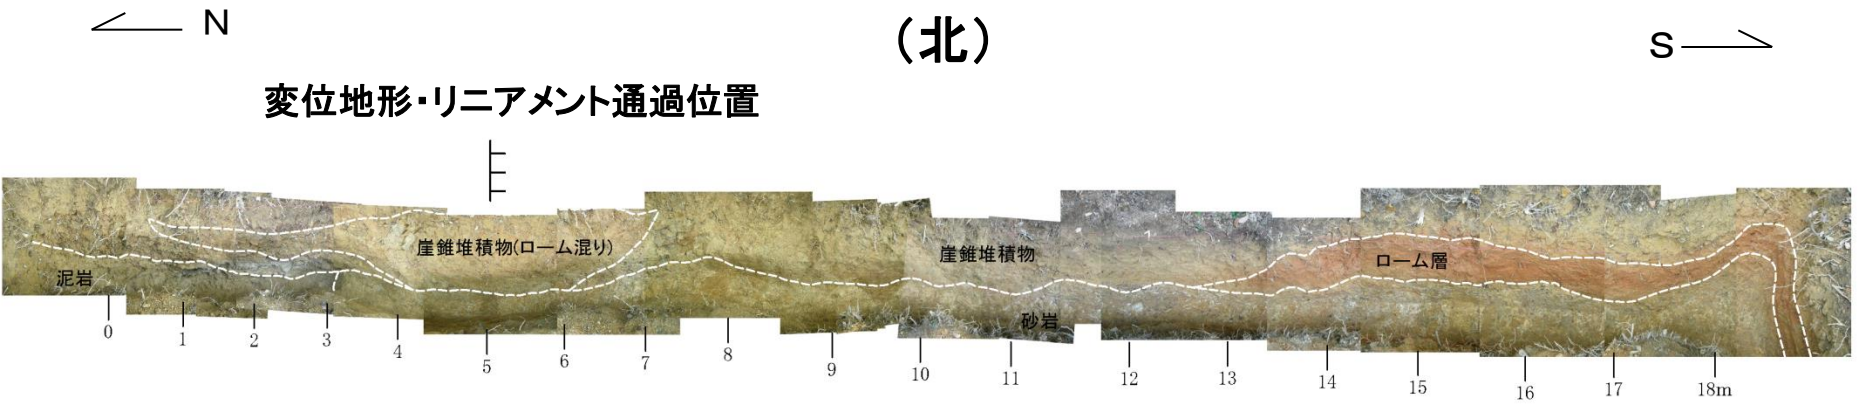 N
（北）
S
変位地形・リニアメント通過位置
崖錐堆積物(ローム混り)
崖錐堆積物
ローム層
泥岩
砂岩
0 1 2 3 4 5 6 7 8 9 10 11 12 13 14 15 16 17 18m